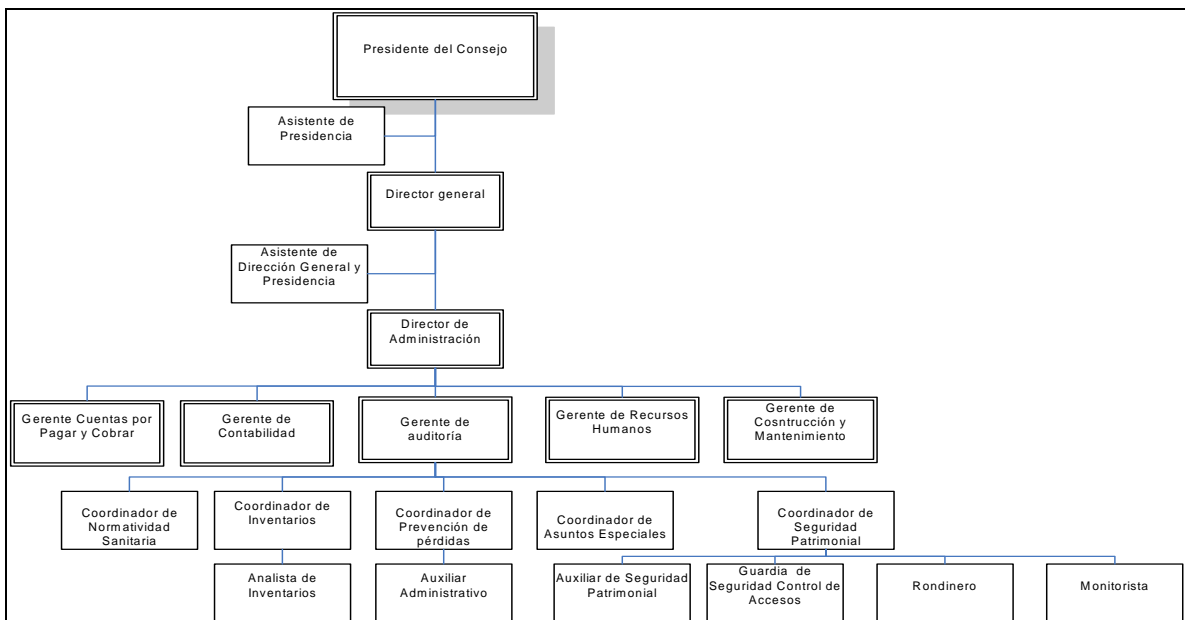 Presidente del Consejo
Asistente de
Presidencia
Director general
Asistente de
Dirección General y
Presidencia
Director de
Administración
Gerente Cuentas por
Pagar y Cobrar
Gerente de
Contabilidad
Gerente de
auditoría
Gerente de Recursos
Humanos
Gerente de
Cosntrucción y
Mantenimiento
Coordinador de
Normatividad
Sanitaria
Coordinador de
Inventarios
Coordinador de
Prevención de
pérdidas
Coordinador de
Asuntos Especiales
Coordinador de
Seguridad
Patrimonial
Analista de
Inventarios
Auxiliar
Administrativo
Auxiliar de Seguridad
Patrimonial
Guardia de
Seguridad Control de
Accesos
Rondinero
Monitorista